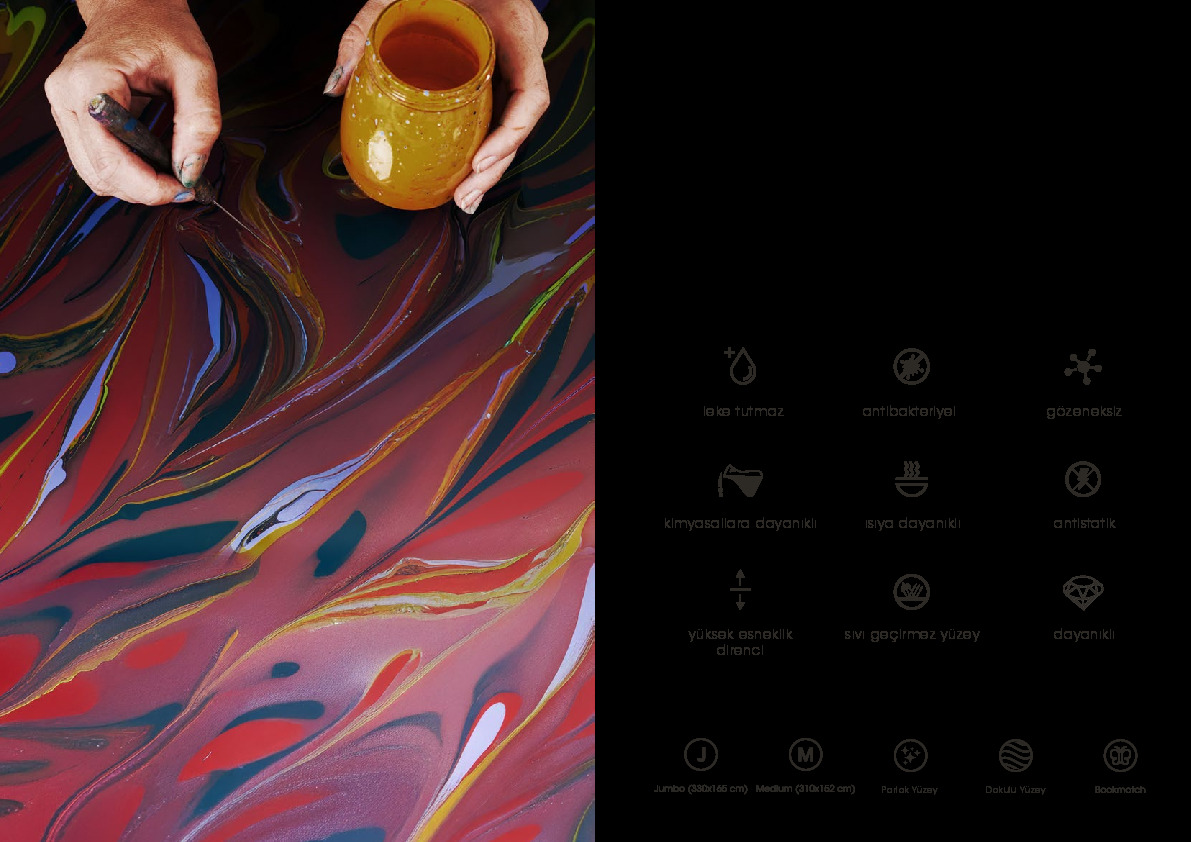 leke tutmaz antibakteriyel gözeneksiz
kimyasallara dayanıklı ısıya dayanıklı antistatik
yüksek esneklik sıvı geçirmez yüzey dayanıklı
direnci
J M
Jumbo (330x165 cm) Medium (310x152 cm) Parlak Yüzey Dokulu Yüzey Bookmatch